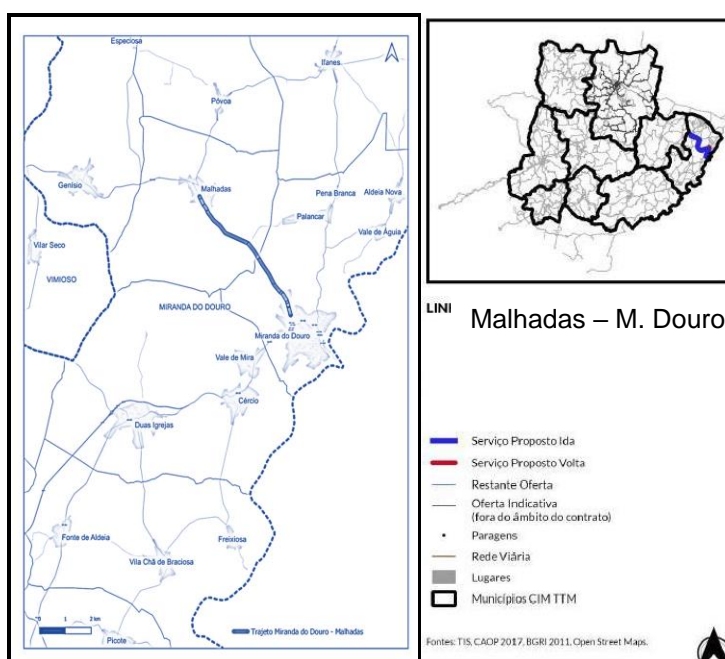 Especiosa
Ifanes
Póvoa
Genísio
Malhadas
Pena Branca
Aldeia Nova
Palancar
Vale de Águia
Vilar Seco
VIMIOSO
MIRANDA DO DOURO
Miranda do Douro
Vale de Mira
Cércio
Duas Igrejas
Fonte de Aldeia
Freixiosa
Vila Chã de Braciosa
0 1 2 km
Picote
Trajeto Miranda do Douro - Malhadas
LINI
Malhadas – M. Douro
Serviço Proposto Ida
Serviço Proposto Volta
Restante Oferta
Oferta Indicativa
(fora do âmbito do contrato)
Paragens
Rede Viária
Lugares
Municípios CIM TTM
Fontes: TIS, CAOP 2017, BGRI 2011, Open Street Maps.